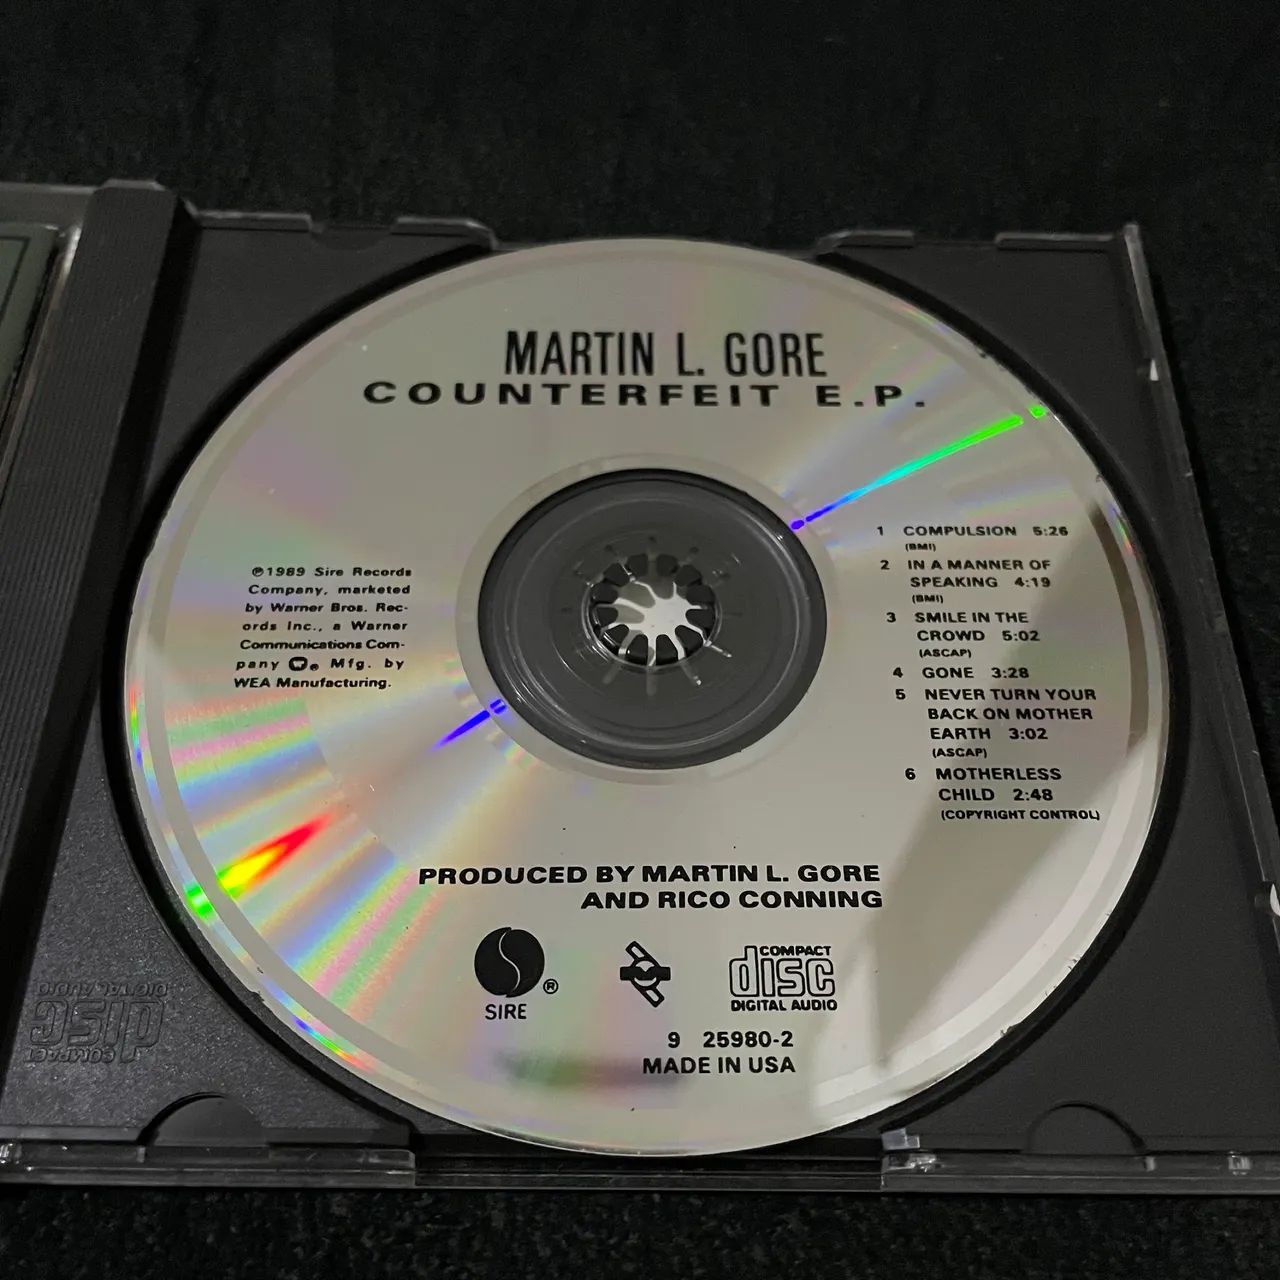 MARTIN L. GORE
COUNTERFEIT E.P.
℗1989 Sire Records
Company, marketed
by Warner Bros. Rec-
ords Inc., a Warner
Communications Com-
pany ®. Mfg. by
WEA Manufacturing.
1 COMPULSION 5:26
(BMI)
2 IN A MANNER OF
SPEAKING 4:19
(BMI)
3 SMILE IN THE
CROWD 5:02
(ASCAP)
4 GONE 3:28
5 NEVER TURN YOUR
BACK ON MOTHER
EARTH 3:02
(ASCAP)
6 MOTHERLESS
CHILD 2:48
(COPYRIGHT CONTROL)
PRODUCED BY MARTIN L. GORE
AND RICO CONNING
SIRE ®
COMPACT
disc
DIGITAL AUDIO
9 25980-2
MADE IN USA
COMPACT
disc
DIGITAL AUDIO